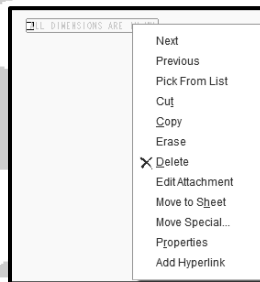 ALL DIMENSIONS ARE
Next
Previous
Pick From List
Cut
Copy
Erase
Delete
Edit Attachment
Move to Sheet
Move Special...
Properties
Add Hyperlink